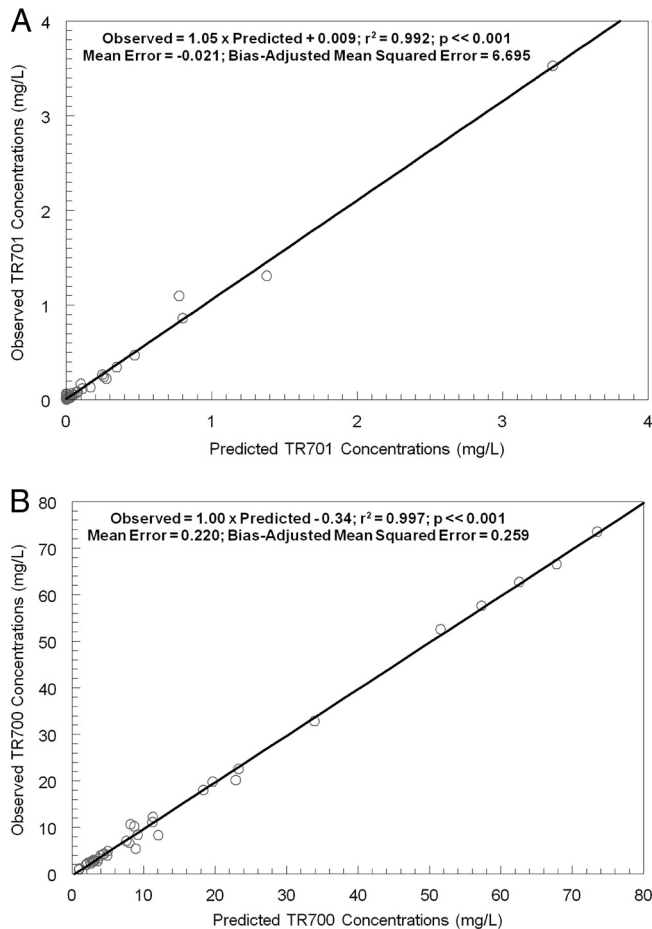 A
Observed = 1.05 x Predicted + 0.009; r² = 0.992; p << 0.001
Mean Error = -0.021; Bias-Adjusted Mean Squared Error = 6.695
Observed TR701 Concentrations (mg/L)
4
3
2
1
0
0 1 2 3 4
Predicted TR701 Concentrations (mg/L)
B
Observed = 1.00 x Predicted - 0.34; r² = 0.997; p << 0.001
Mean Error = 0.220; Bias-Adjusted Mean Squared Error = 0.259
Observed TR700 Concentrations (mg/L)
80
70
60
50
40
30
20
10
0
0 10 20 30 40 50 60 70 80
Predicted TR700 Concentrations (mg/L)